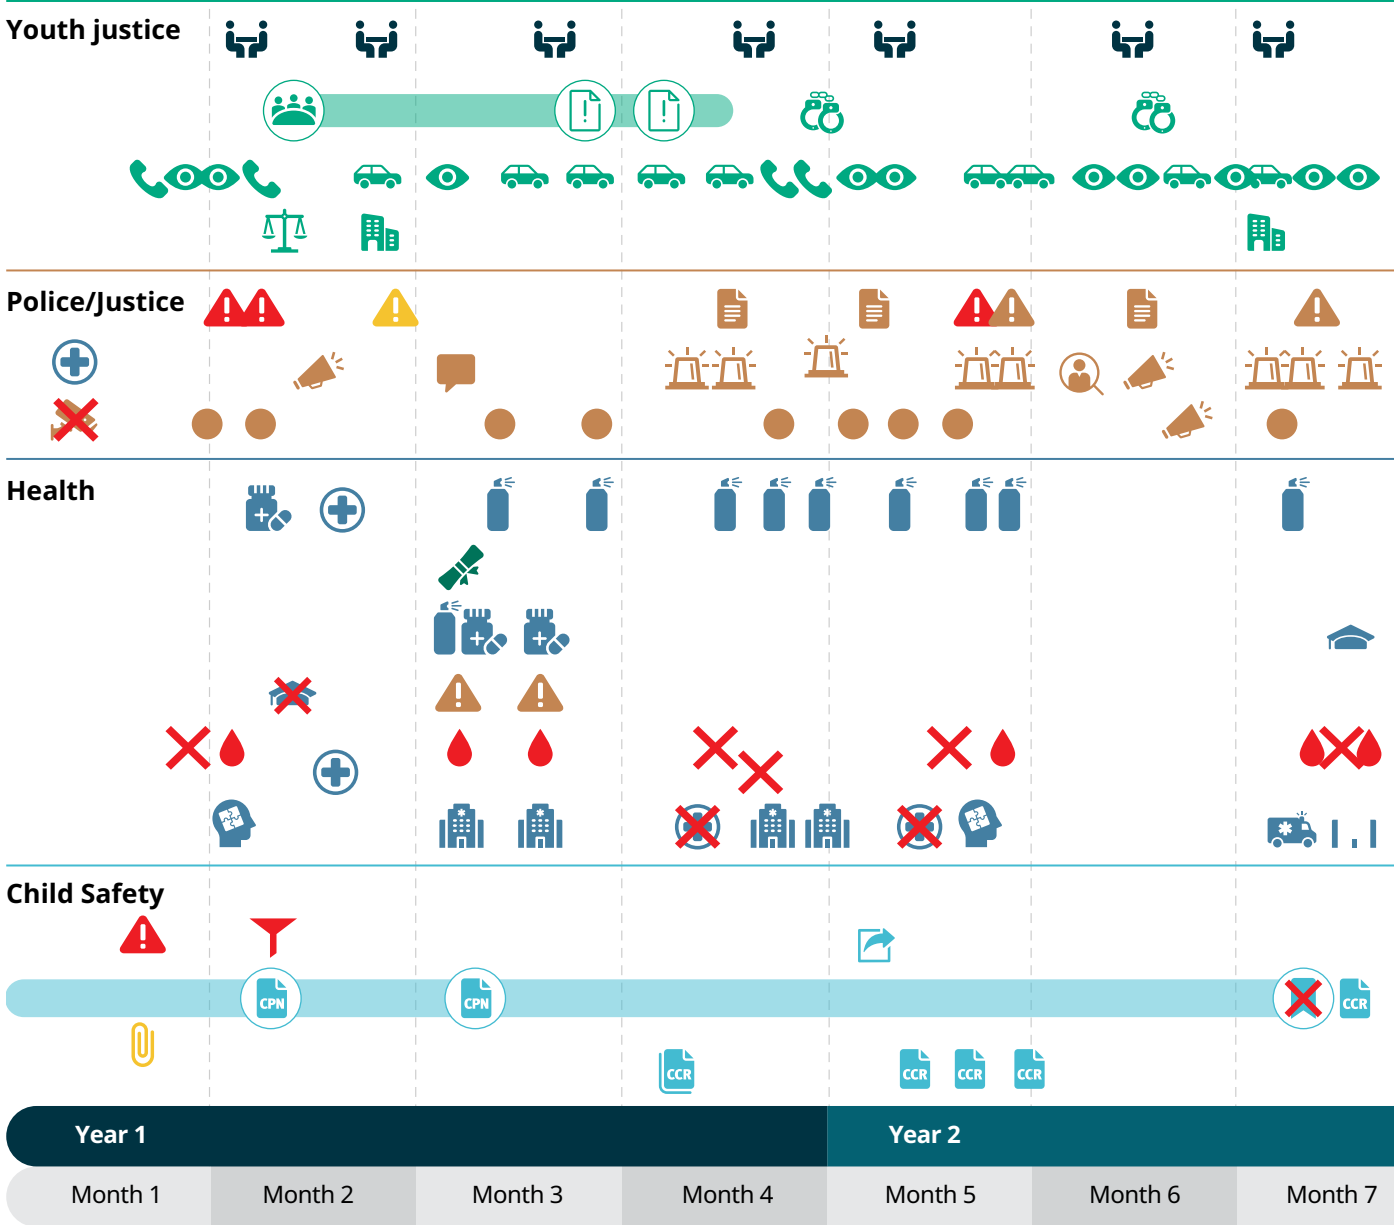 Youth justice
Police/Justice
Health
Child Safety
CPN
CPN
CCR
CCR
CCR
CCR
CCR
Year 1
Year 2
Month 1
Month 2
Month 3
Month 4
Month 5
Month 6
Month 7